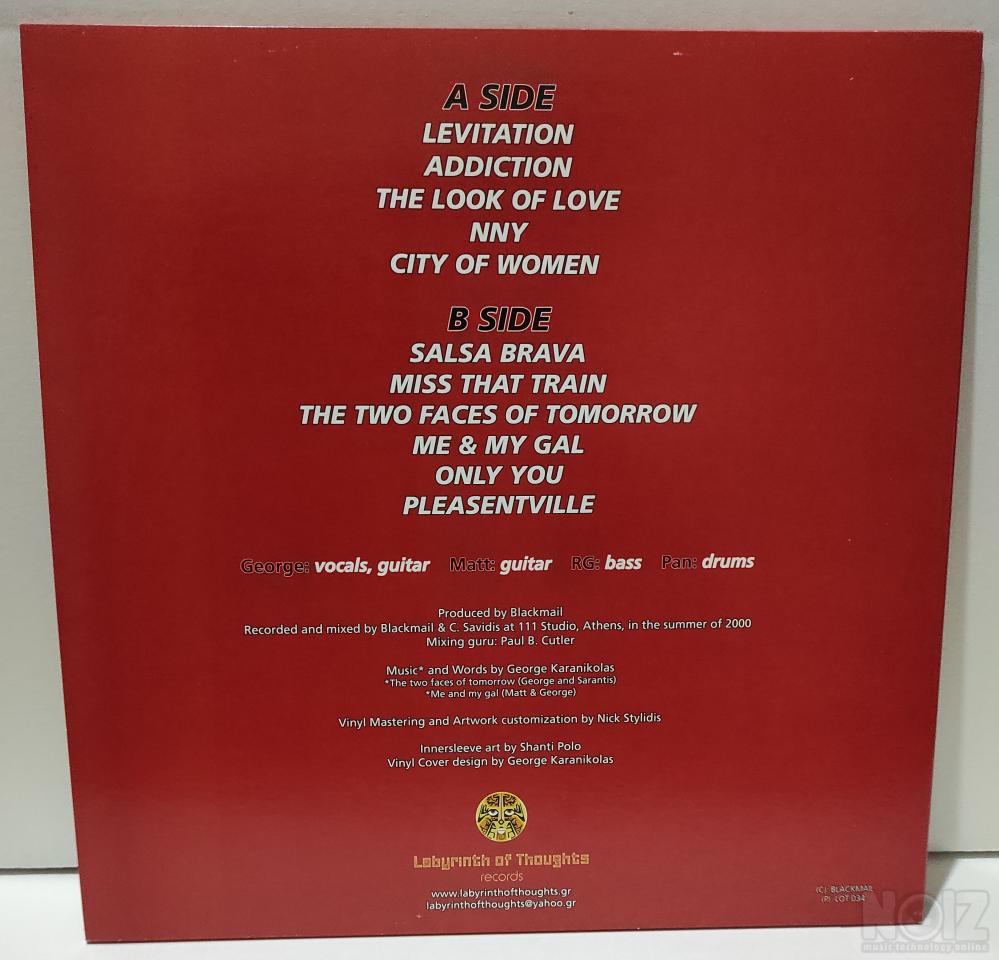 A SIDE
LEVITATION
ADDICTION
THE LOOK OF LOVE
NNY
CITY OF WOMEN
B SIDE
SALSA BRAVA
MISS THAT TRAIN
THE TWO FACES OF TOMORROW
ME & MY GAL
ONLY YOU
PLEASENTVILLE
George: vocals, guitar Matt: guitar RG: bass Pan: drums
Produced by Blackmail
Recorded and mixed by Blackmail & C. Savidis at 111 Studio, Athens, in the summer of 2000
Mixing guru: Paul B. Cutler
Music* and Words by George Karanikolas
*The two faces of tomorrow (George and Sarantis)
*Me and my gal (Matt & George)
Vinyl Mastering and Artwork customization by Nick Stylidis
Innersleeve art by Shanti Polo
Vinyl Cover design by George Karanikolas
Labyrinth of Thoughts
records
www.labyrinthofthoughts.gr
labyrinthofthoughts@yahoo.gr
(C) BLACKMAIL
(P) LOT 034
NOIZ
music technology online